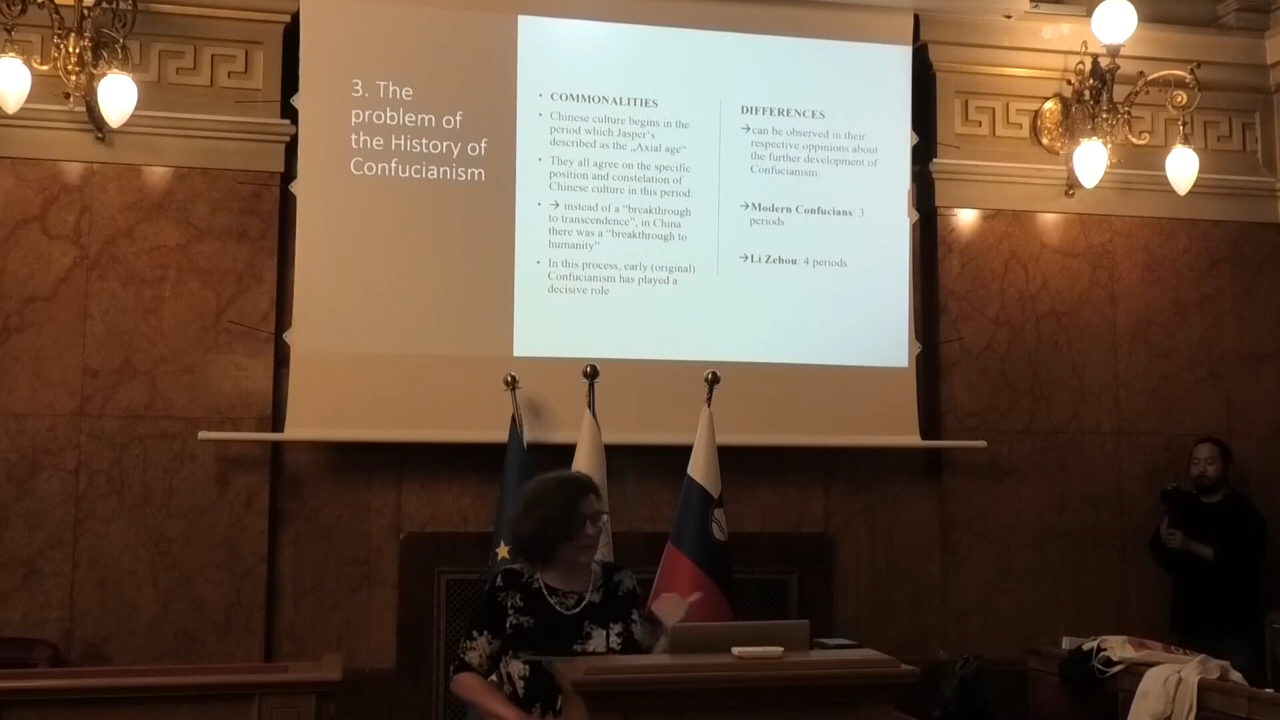 3. The
problem of
the History of
Confucianism
• COMMONALITIES
• Chinese culture begins in the
period which Jasper's
described as the „Axial age“
• They all agree on the specific
position and constelation of
Chinese culture in this period:
• → instead of a “breakthrough
to transcendence”, in China
there was a “breakthrough to
humanity”
• In this process, early (original)
Confucianism has played a
decisive role
DIFFERENCES
→can be observed in their
respective oppinions about
the further development of
Confucianism:
→Modern Confucians: 3
periods
→Li Zehou: 4 periods